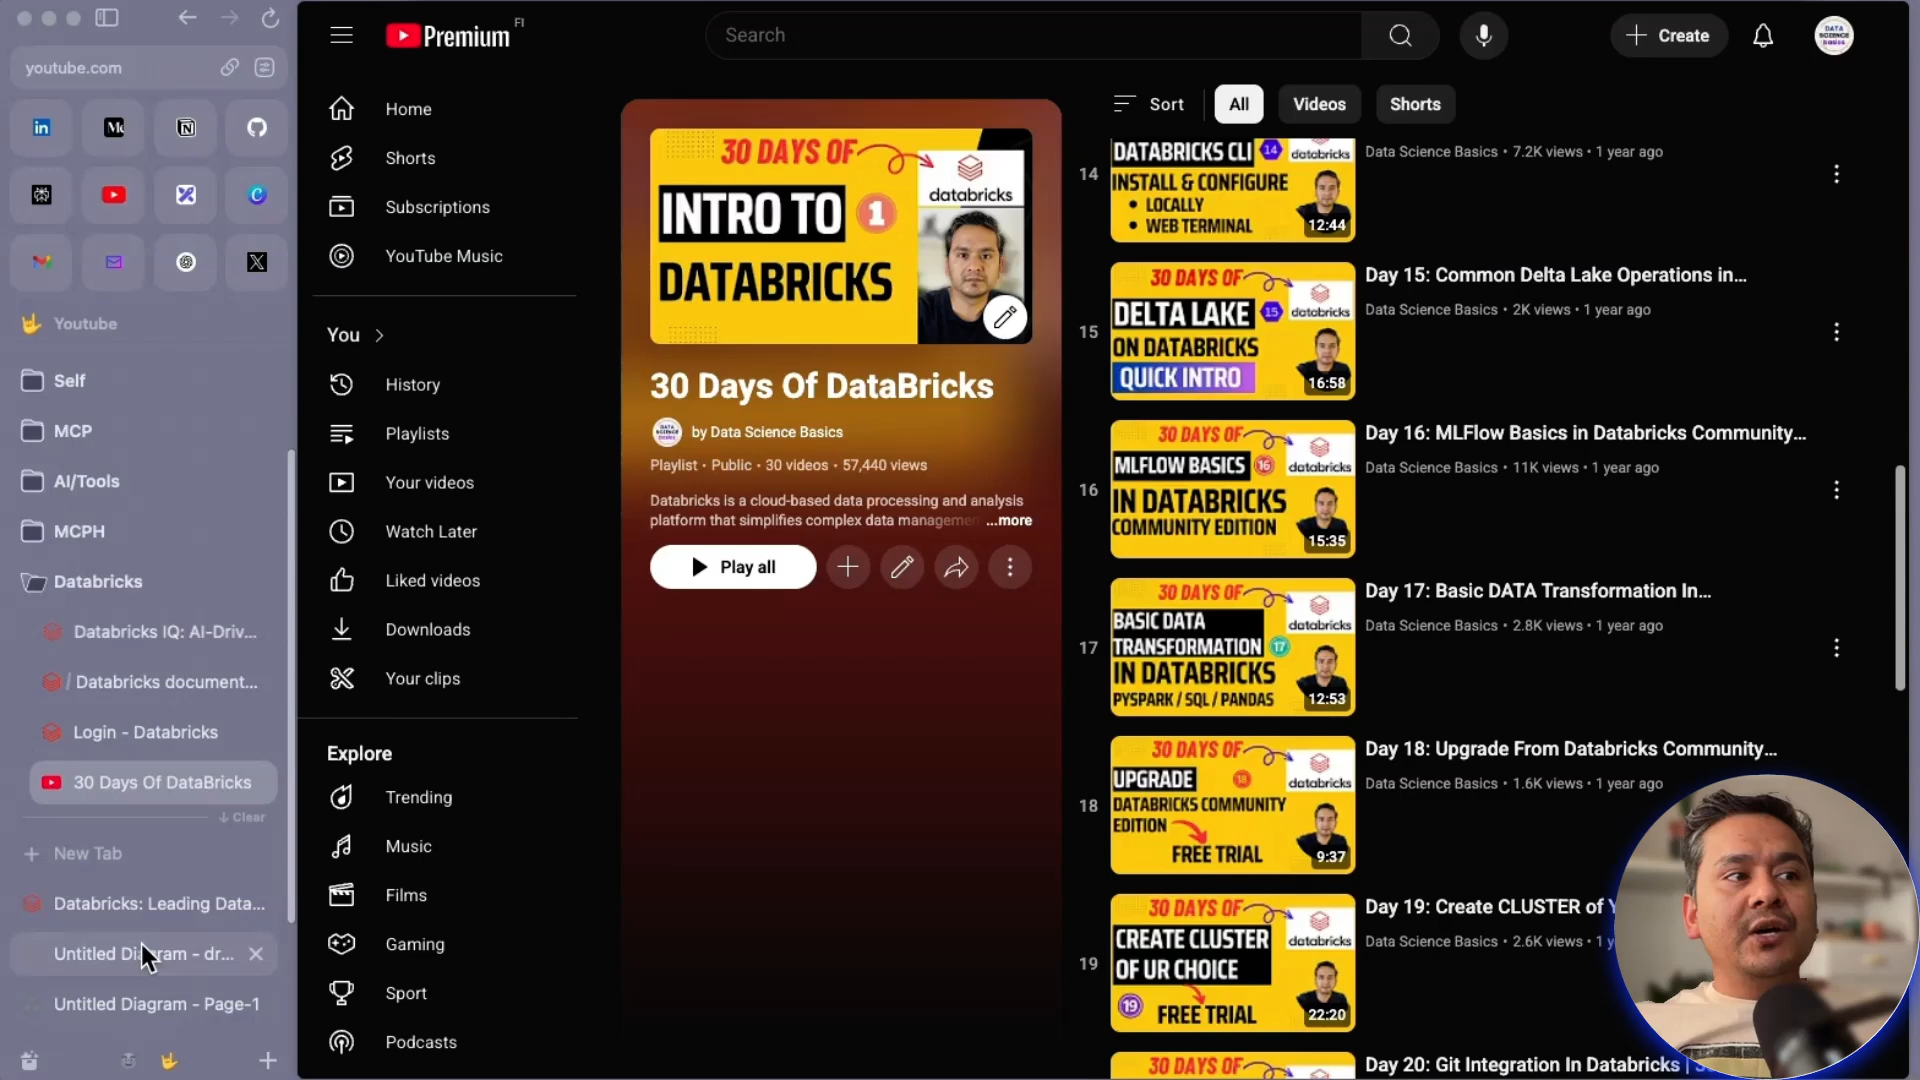 youtube.com
Youtube
Self
MCP
AI/Tools
MCPH
Databricks
Databricks IQ: AI-Driv...
/ Databricks document...
Login - Databricks
30 Days Of DataBricks
Clear
New Tab
Databricks: Leading Data...
Untitled Diagram - dr...
Untitled Diagram - Page-1
Premium
FI
Search
Create
DATA SCIENCE basics
Home
Shorts
Subscriptions
YouTube Music
You
History
Playlists
Your videos
Watch Later
Liked videos
Downloads
Your clips
Explore
Trending
Music
Films
Gaming
Sport
Podcasts
30 DAYS OF
INTRO TO 1
DATABRICKS
databricks
30 Days Of DataBricks
by Data Science Basics
Playlist • Public • 30 videos • 57,440 views
Databricks is a cloud-based data processing and analysis
platform that simplifies complex data managemen ...more
Play all
Sort
All
Videos
Shorts
14
DATABRICKS CLI 14
databricks
INSTALL & CONFIGURE
• LOCALLY
• WEB TERMINAL
12:44
Data Science Basics • 7.2K views • 1 year ago
15
30 DAYS OF
DELTA LAKE 15
databricks
ON DATABRICKS
QUICK INTRO
16:58
Day 15: Common Delta Lake Operations in...
Data Science Basics • 2K views • 1 year ago
16
30 DAYS OF
MLFLOW BASICS 16
databricks
IN DATABRICKS
COMMUNITY EDITION
15:35
Day 16: MLFlow Basics in Databricks Community...
Data Science Basics • 11K views • 1 year ago
17
30 DAYS OF
BASIC DATA
databricks
TRANSFORMATION 17
IN DATABRICKS
PYSPARK / SQL / PANDAS
12:53
Day 17: Basic DATA Transformation In...
Data Science Basics • 2.8K views • 1 year ago
18
30 DAYS OF
UPGRADE 18
databricks
DATABRICKS COMMUNITY
EDITION
FREE TRIAL
9:37
Day 18: Upgrade From Databricks Community...
Data Science Basics • 1.6K views • 1 year ago
19
30 DAYS OF
CREATE CLUSTER
databricks
OF UR CHOICE
19
FREE TRIAL
22:20
Day 19: Create CLUSTER of
Data Science Basics • 2.6K views • 1
30 DAYS OF
Day 20: Git Integration In Databricks |